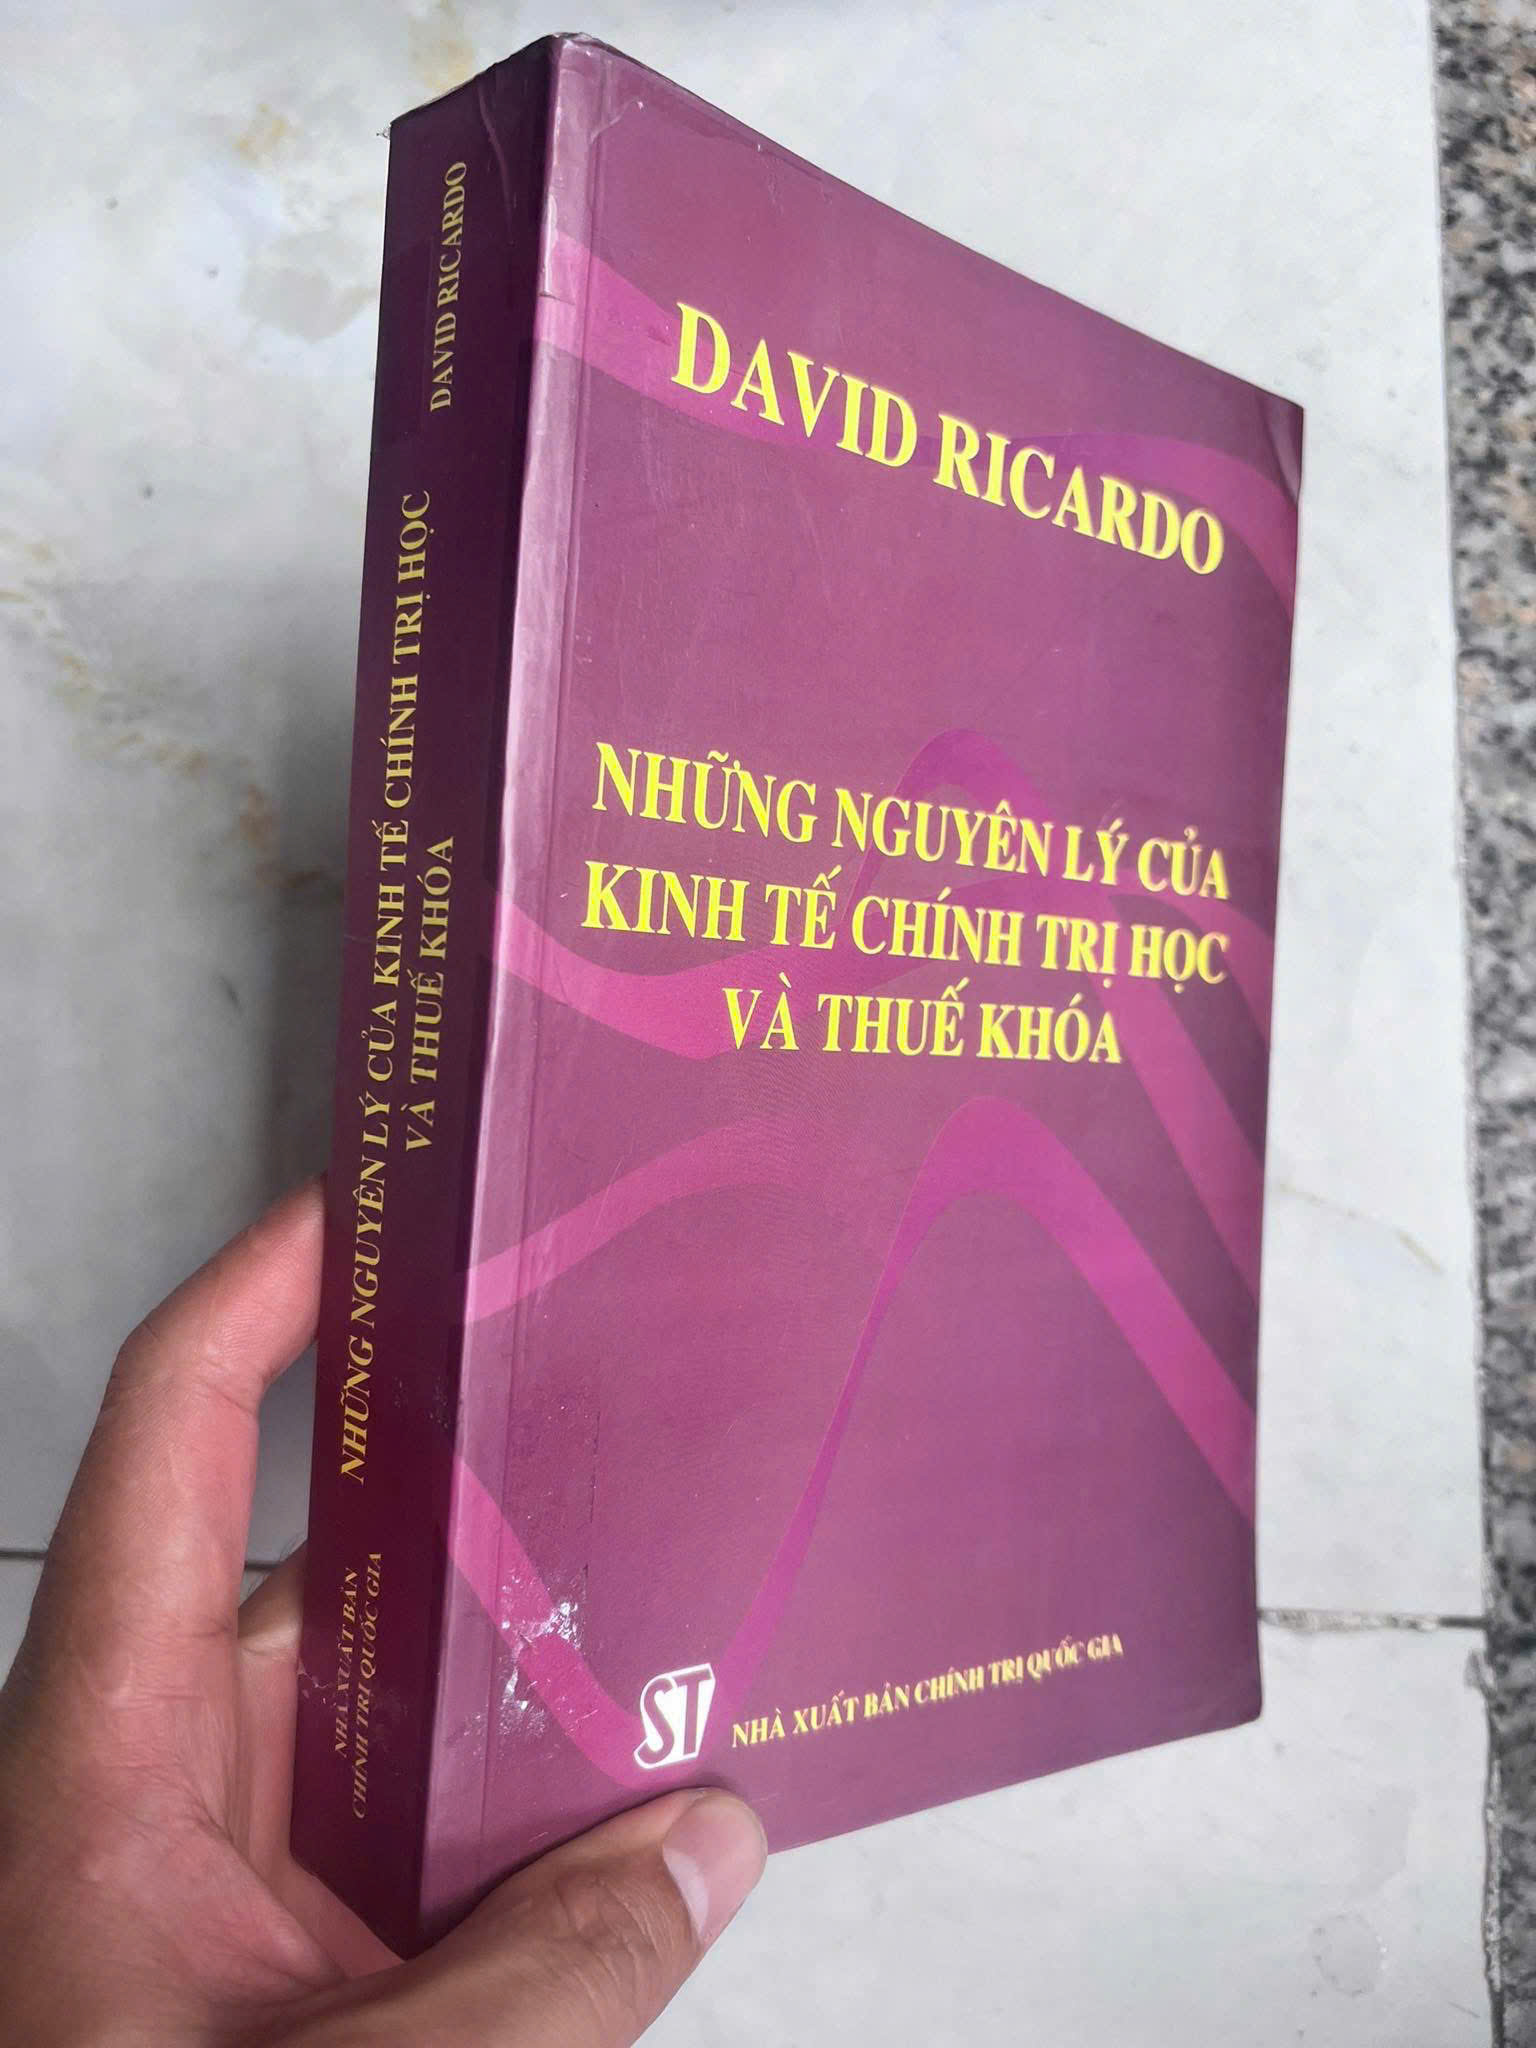 DAVID RICARDO
NHỮNG NGUYÊN LÝ CỦA KINH TẾ CHÍNH TRỊ HỌC
VÀ THUẾ KHÓA
NHÀ XUẤT BẢN
CHÍNH TRỊ QUỐC GIA
DAVID RICARDO
NHỮNG NGUYÊN LÝ CỦA
KINH TẾ CHÍNH TRỊ HỌC
VÀ THUẾ KHÓA
ST
NHÀ XUẤT BẢN CHÍNH TRỊ QUỐC GIA